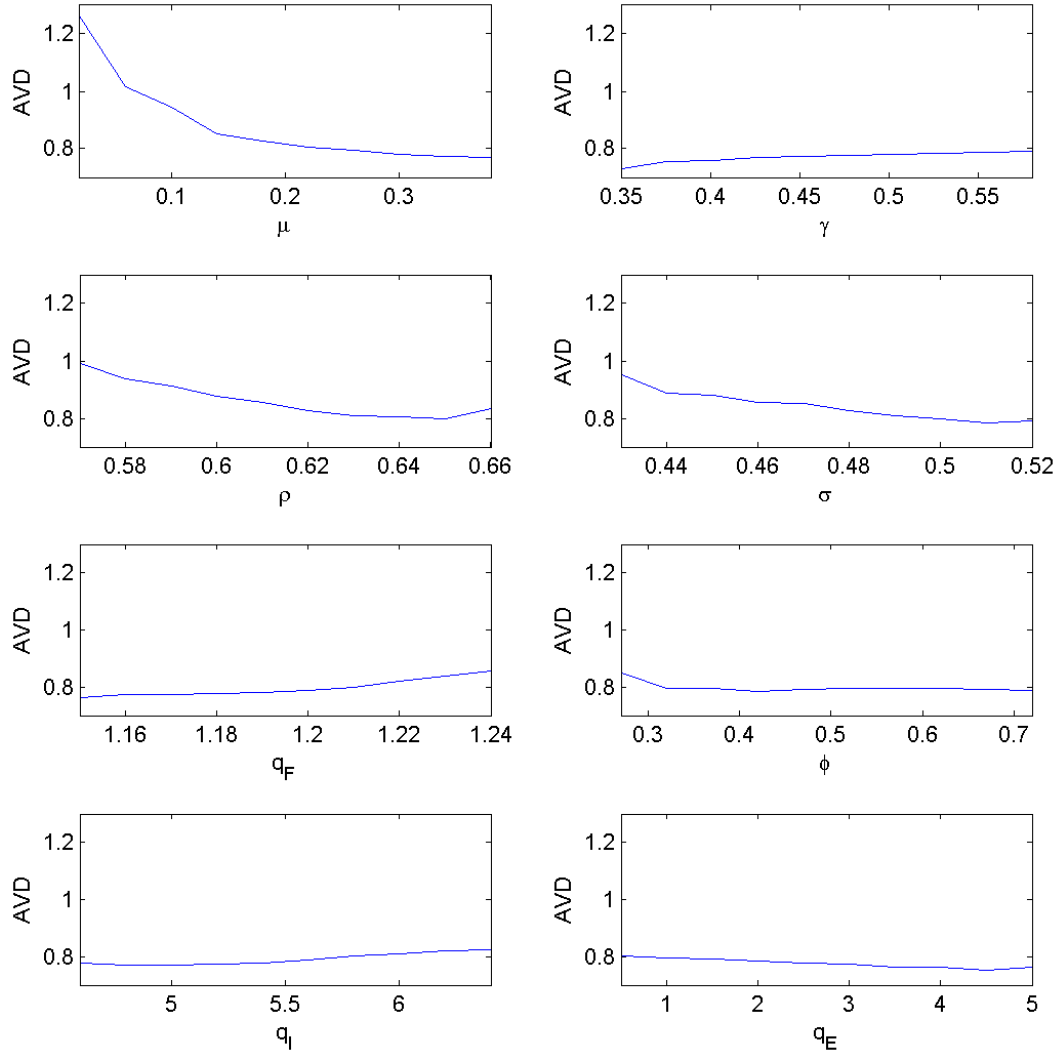 1.2
1
0.8
AVD
0.1 0.2 0.3
μ
1.2
1
0.8
AVD
0.35 0.4 0.45 0.5 0.55
γ
1.2
1
0.8
AVD
0.58 0.6 0.62 0.64 0.66
ρ
1.2
1
0.8
AVD
0.44 0.46 0.48 0.5 0.52
σ
1.2
1
0.8
AVD
1.16 1.18 1.2 1.22 1.24
q_F
1.2
1
0.8
AVD
0.3 0.4 0.5 0.6 0.7
ϕ
1.2
1
0.8
AVD
5 5.5 6
q_I
1.2
1
0.8
AVD
1 2 3 4 5
q_E